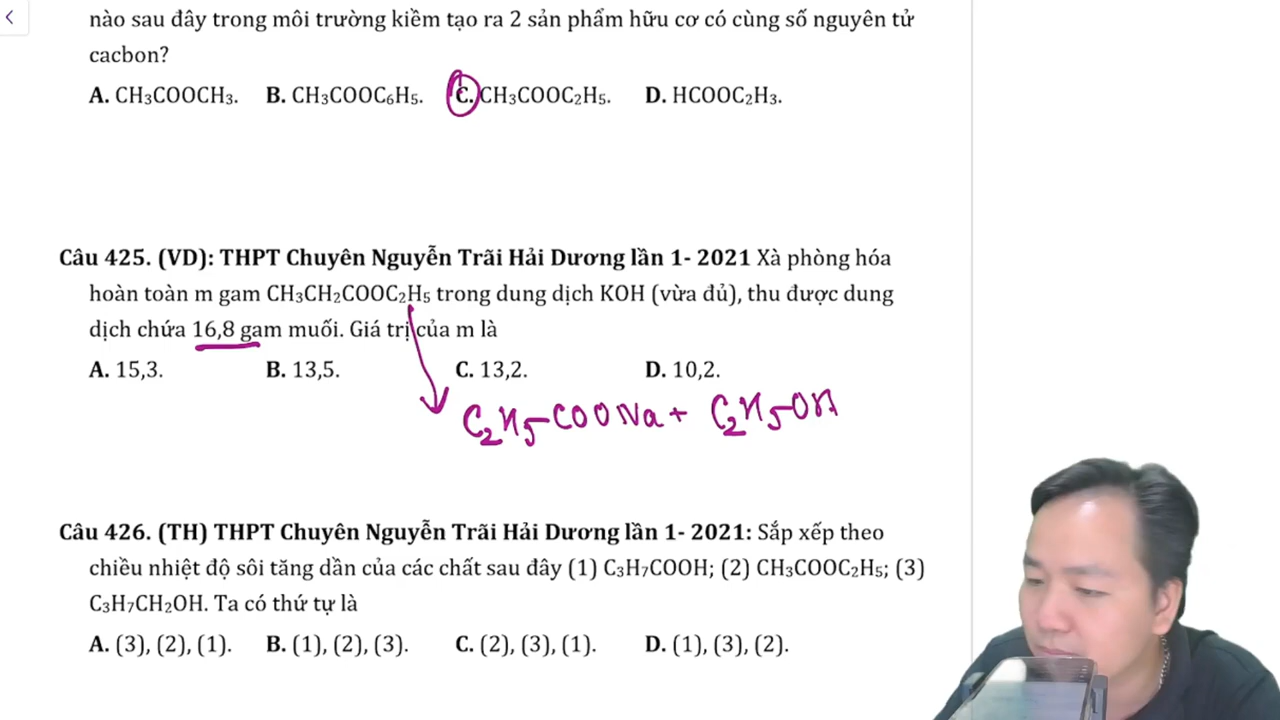 nào sau đây trong môi trường kiềm tạo ra 2 sản phẩm hữu cơ có cùng số nguyên tử
cacbon?
A. CH₃COOCH₃. B. CH₃COOC₆H₅. C. CH₃COOC₂H₅. D. HCOOC₂H₃.
Câu 425. (VD): THPT Chuyên Nguyễn Trãi Hải Dương lần 1- 2021 Xà phòng hóa
hoàn toàn m gam CH₃CH₂COOC₂H₅ trong dung dịch KOH (vừa đủ), thu được dung
dịch chứa 16,8 gam muối. Giá trị của m là
A. 15,3. B. 13,5. C. 13,2. D. 10,2.
C₂H₅-COONa + C₂H₅OH
Câu 426. (TH) THPT Chuyên Nguyễn Trãi Hải Dương lần 1- 2021: Sắp xếp theo
chiều nhiệt độ sôi tăng dần của các chất sau đây (1) C₃H₇COOH; (2) CH₃COOC₂H₅; (3)
C₃H₇CH₂OH. Ta có thứ tự là
A. (3), (2), (1). B. (1), (2), (3). C. (2), (3), (1). D. (1), (3), (2).